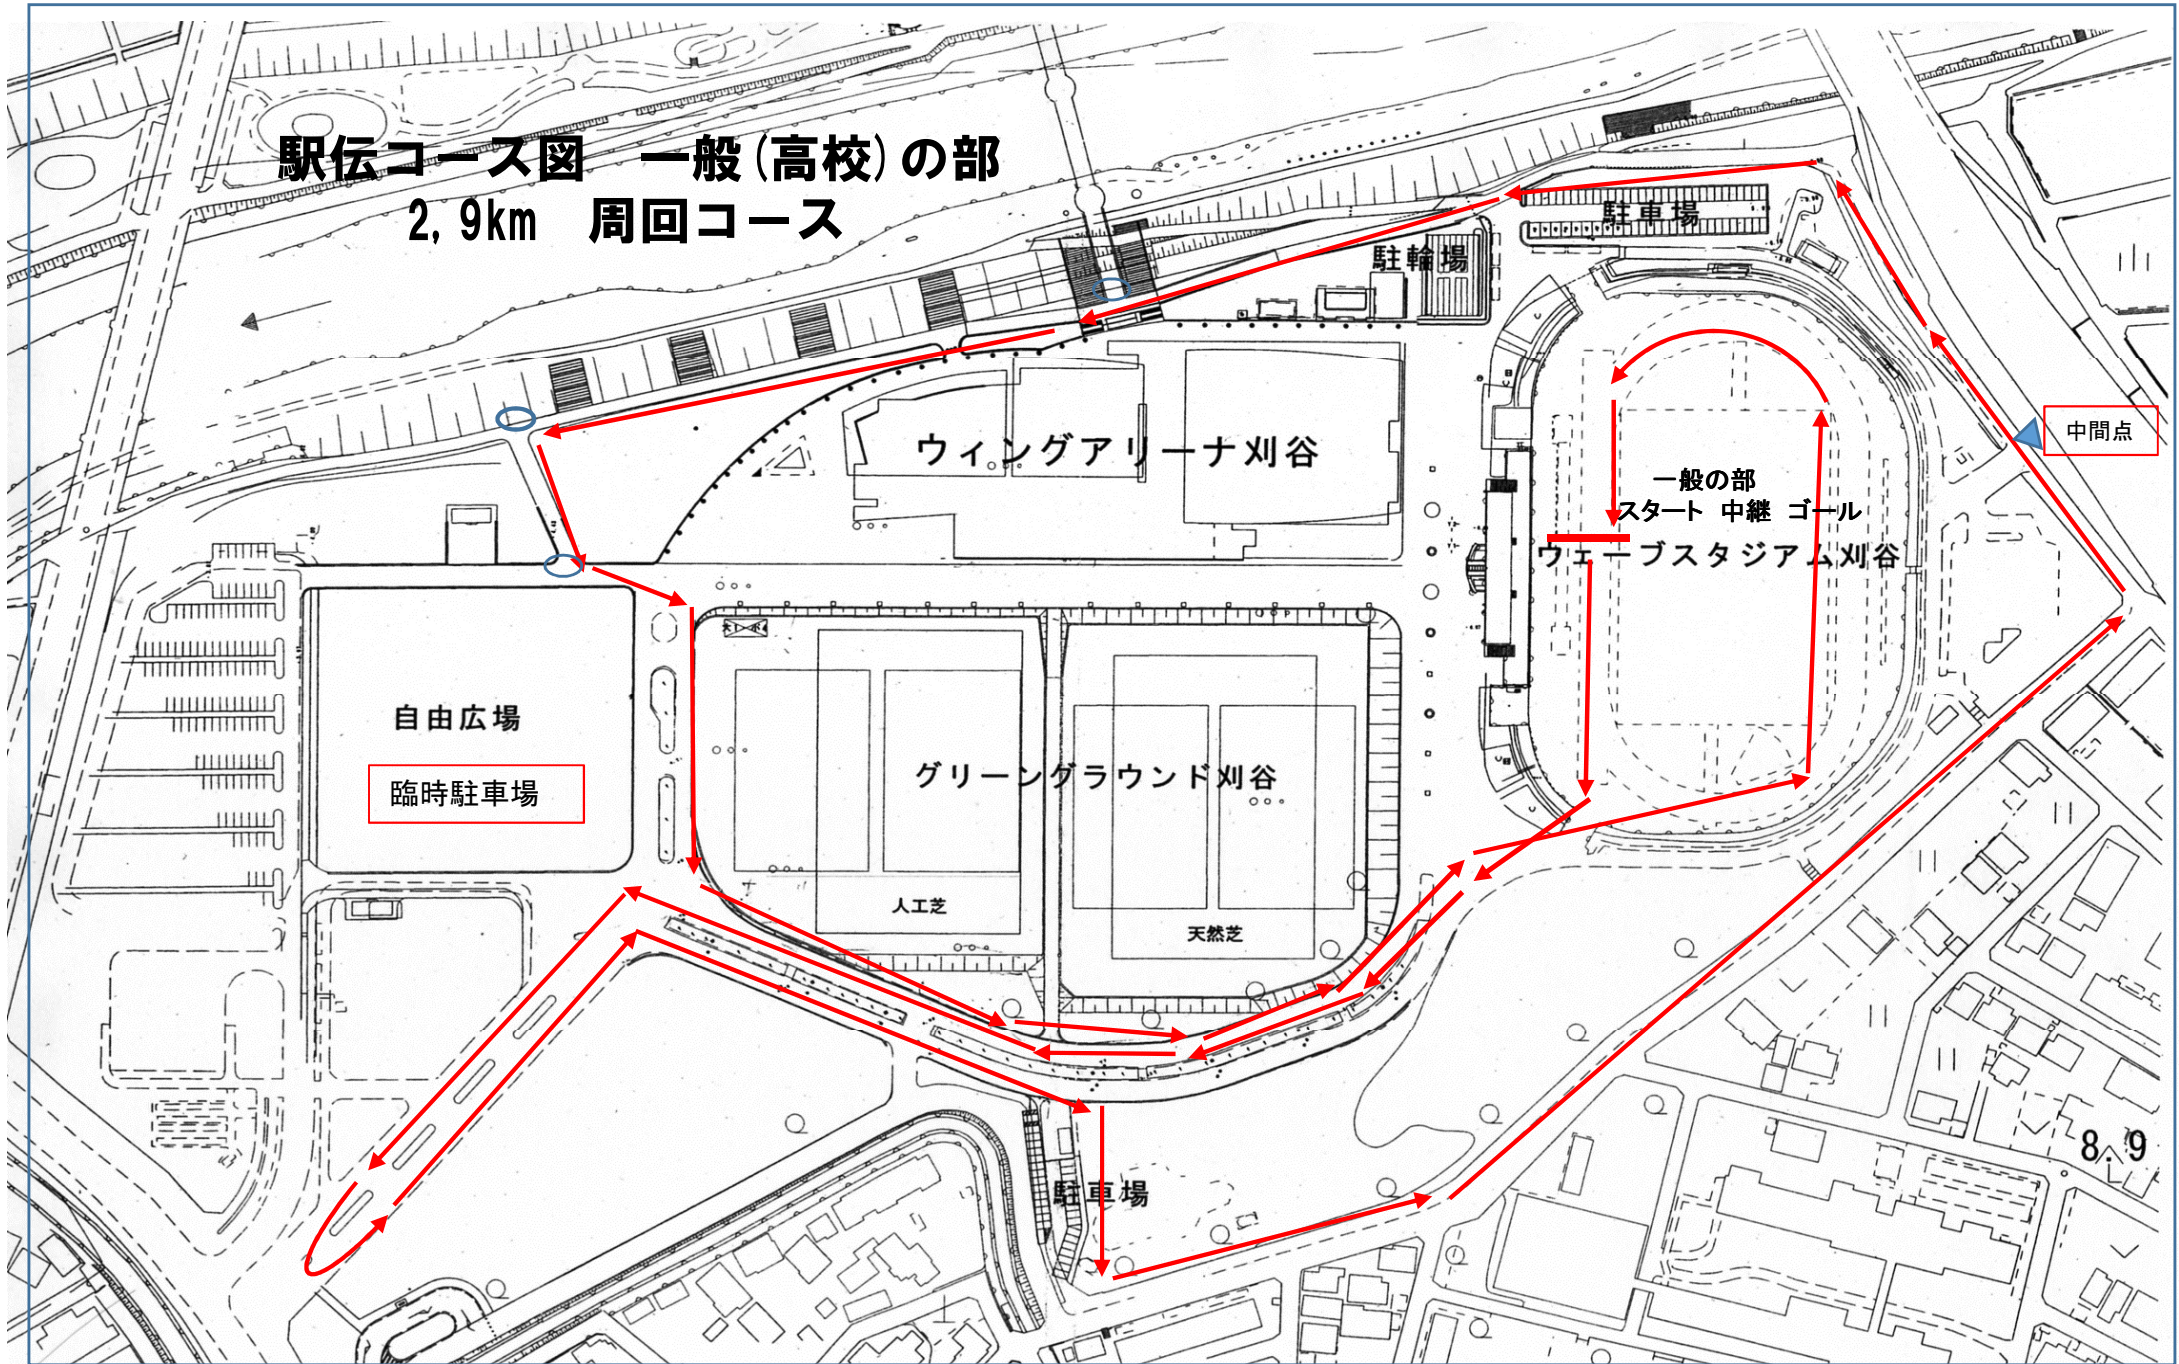 駅伝コース図　一般(高校)の部
2,9km　周回コース
駐車場
駐輪場
中間点
ウィングアリーナ刈谷
一般の部
スタート 中継 ゴール
ウェーブスタジアム刈谷
自由広場
臨時駐車場
グリーングラウンド刈谷
人工芝
天然芝
8.9
駐車場